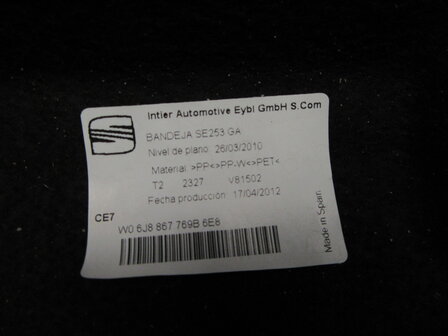 Intier Automotive Eybl GmbH S.Com
BANDEJA SE253 GA
Nivel de plano 26/03/2010
Material >PP<>PP-W<>PET<
T2 2327 V81502
Fecha producción 17/04/2012
CE7
W0 6J8 867 769B 6E8
Made in Spain